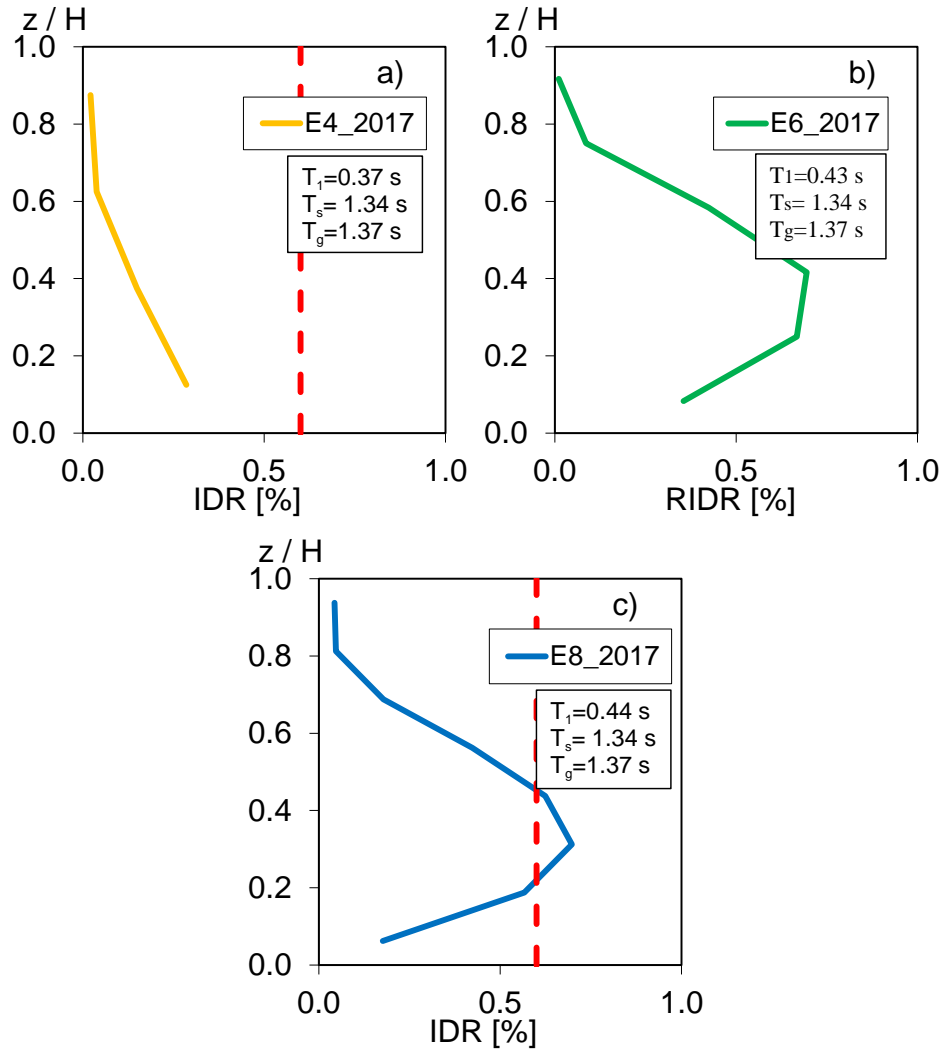 z / H
1.0
0.8
0.6
0.4
0.2
0.0
a)
E4_2017
T1=0.37 s
Ts= 1.34 s
Tg=1.37 s
0.0 0.5 1.0
IDR [%]
1.0
0.8
0.6
0.4
0.2
0.0
b)
E6_2017
T1=0.43 s
Ts= 1.34 s
Tg=1.37 s
0.0 0.5 1.0
RIDR [%]
z / H
z / H
1.0
0.8
0.6
0.4
0.2
0.0
c)
E8_2017
T1=0.44 s
Ts= 1.34 s
Tg=1.37 s
0.0 0.5 1.0
IDR [%]